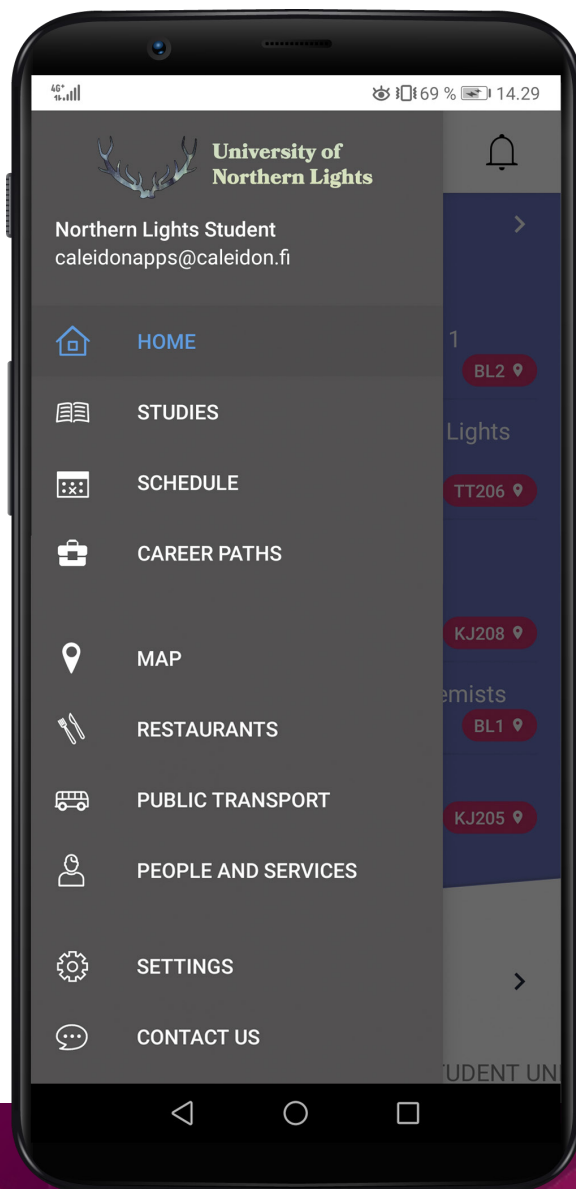 4G+
69 % 14.29
University of
Northern Lights
Northern Lights Student
caleidonapps@caleidon.fi
HOME
1
BL2
STUDIES
Lights
SCHEDULE
TT206
CAREER PATHS
KJ208
MAP
emists
RESTAURANTS
BL1
PUBLIC TRANSPORT
KJ205
PEOPLE AND SERVICES
SETTINGS
CONTACT US
TUDENT UN